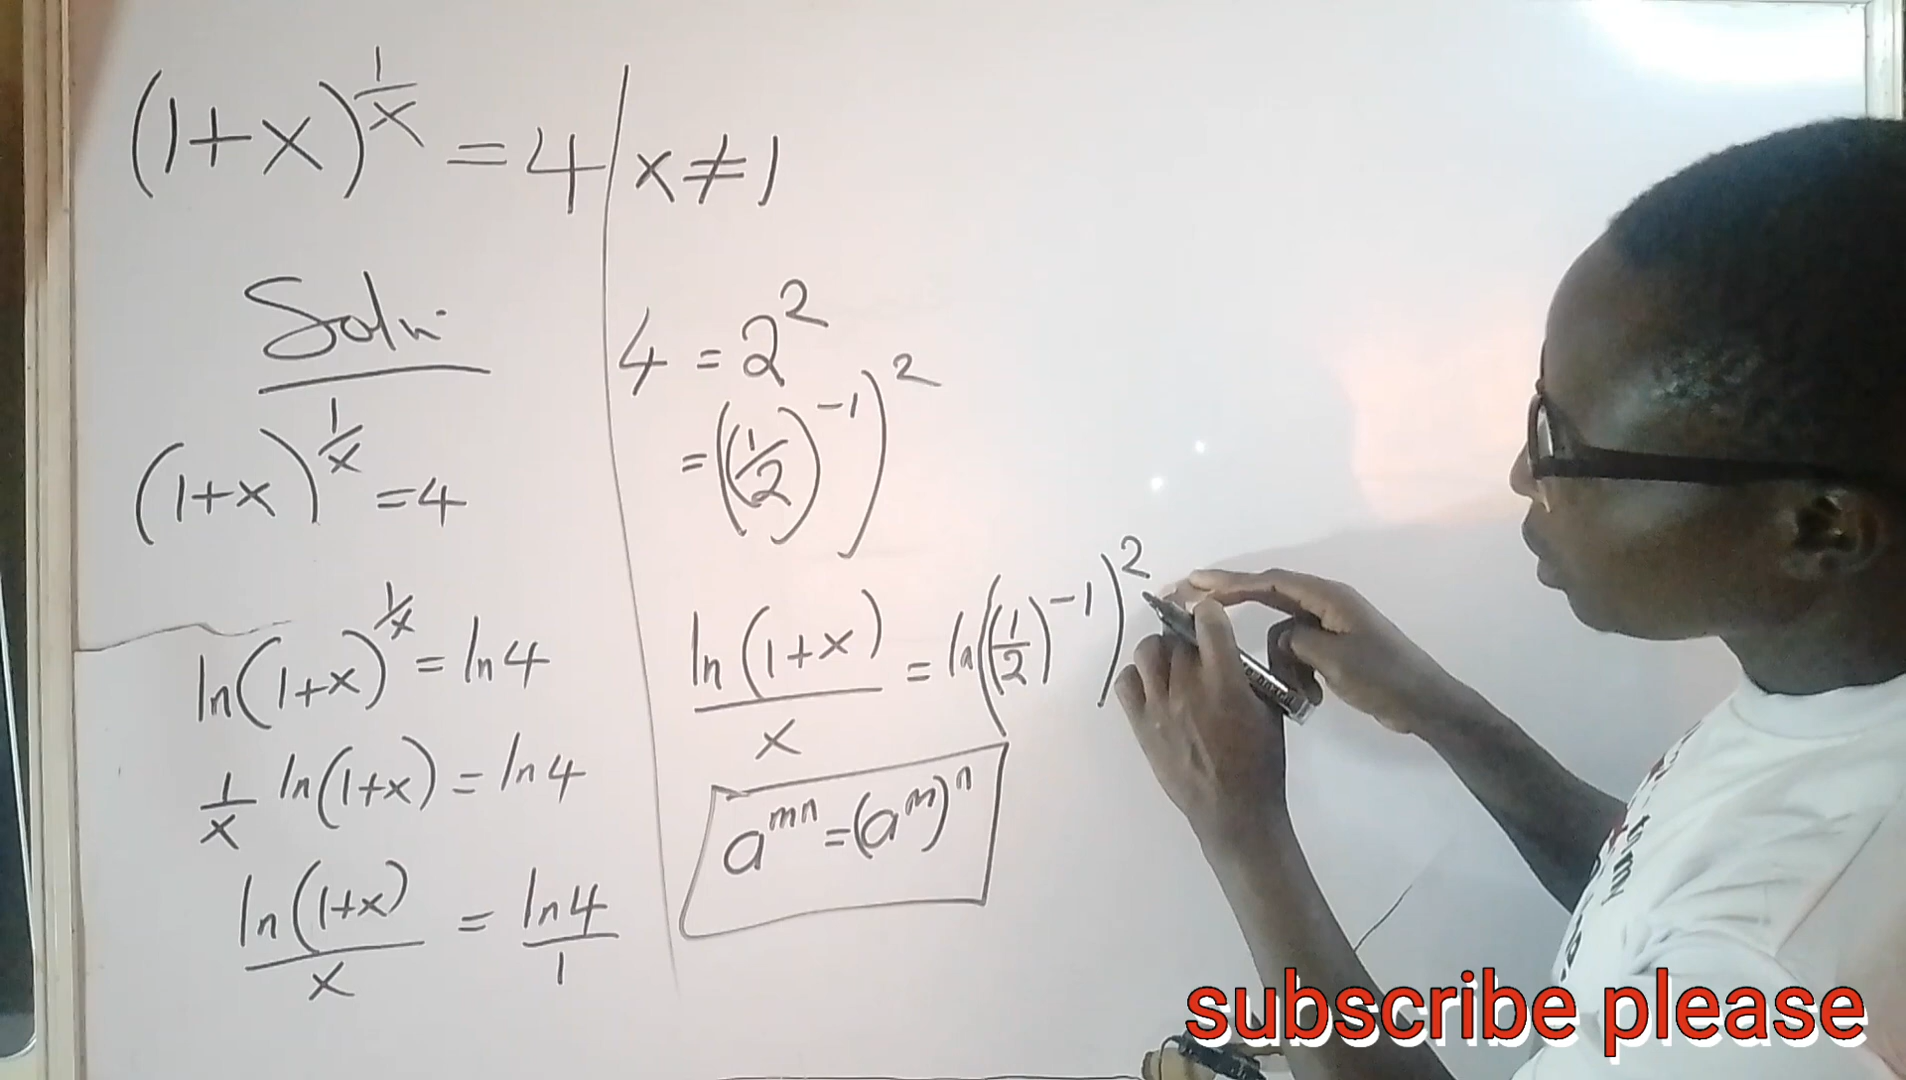 (1+x)^{1/x} = 4
x ≠ 1
Soln
(1+x)^{1/x} = 4
ln(1+x)^{1/x} = ln4
1/x ln(1+x) = ln4
ln(1+x)/x = ln4/1
4 = 2^2
= ((1/2)^{-1})^2
ln(1+x)/x = ln((1/2)^{-1})^2
a^{mn} = (a^m)^n
subscribe please